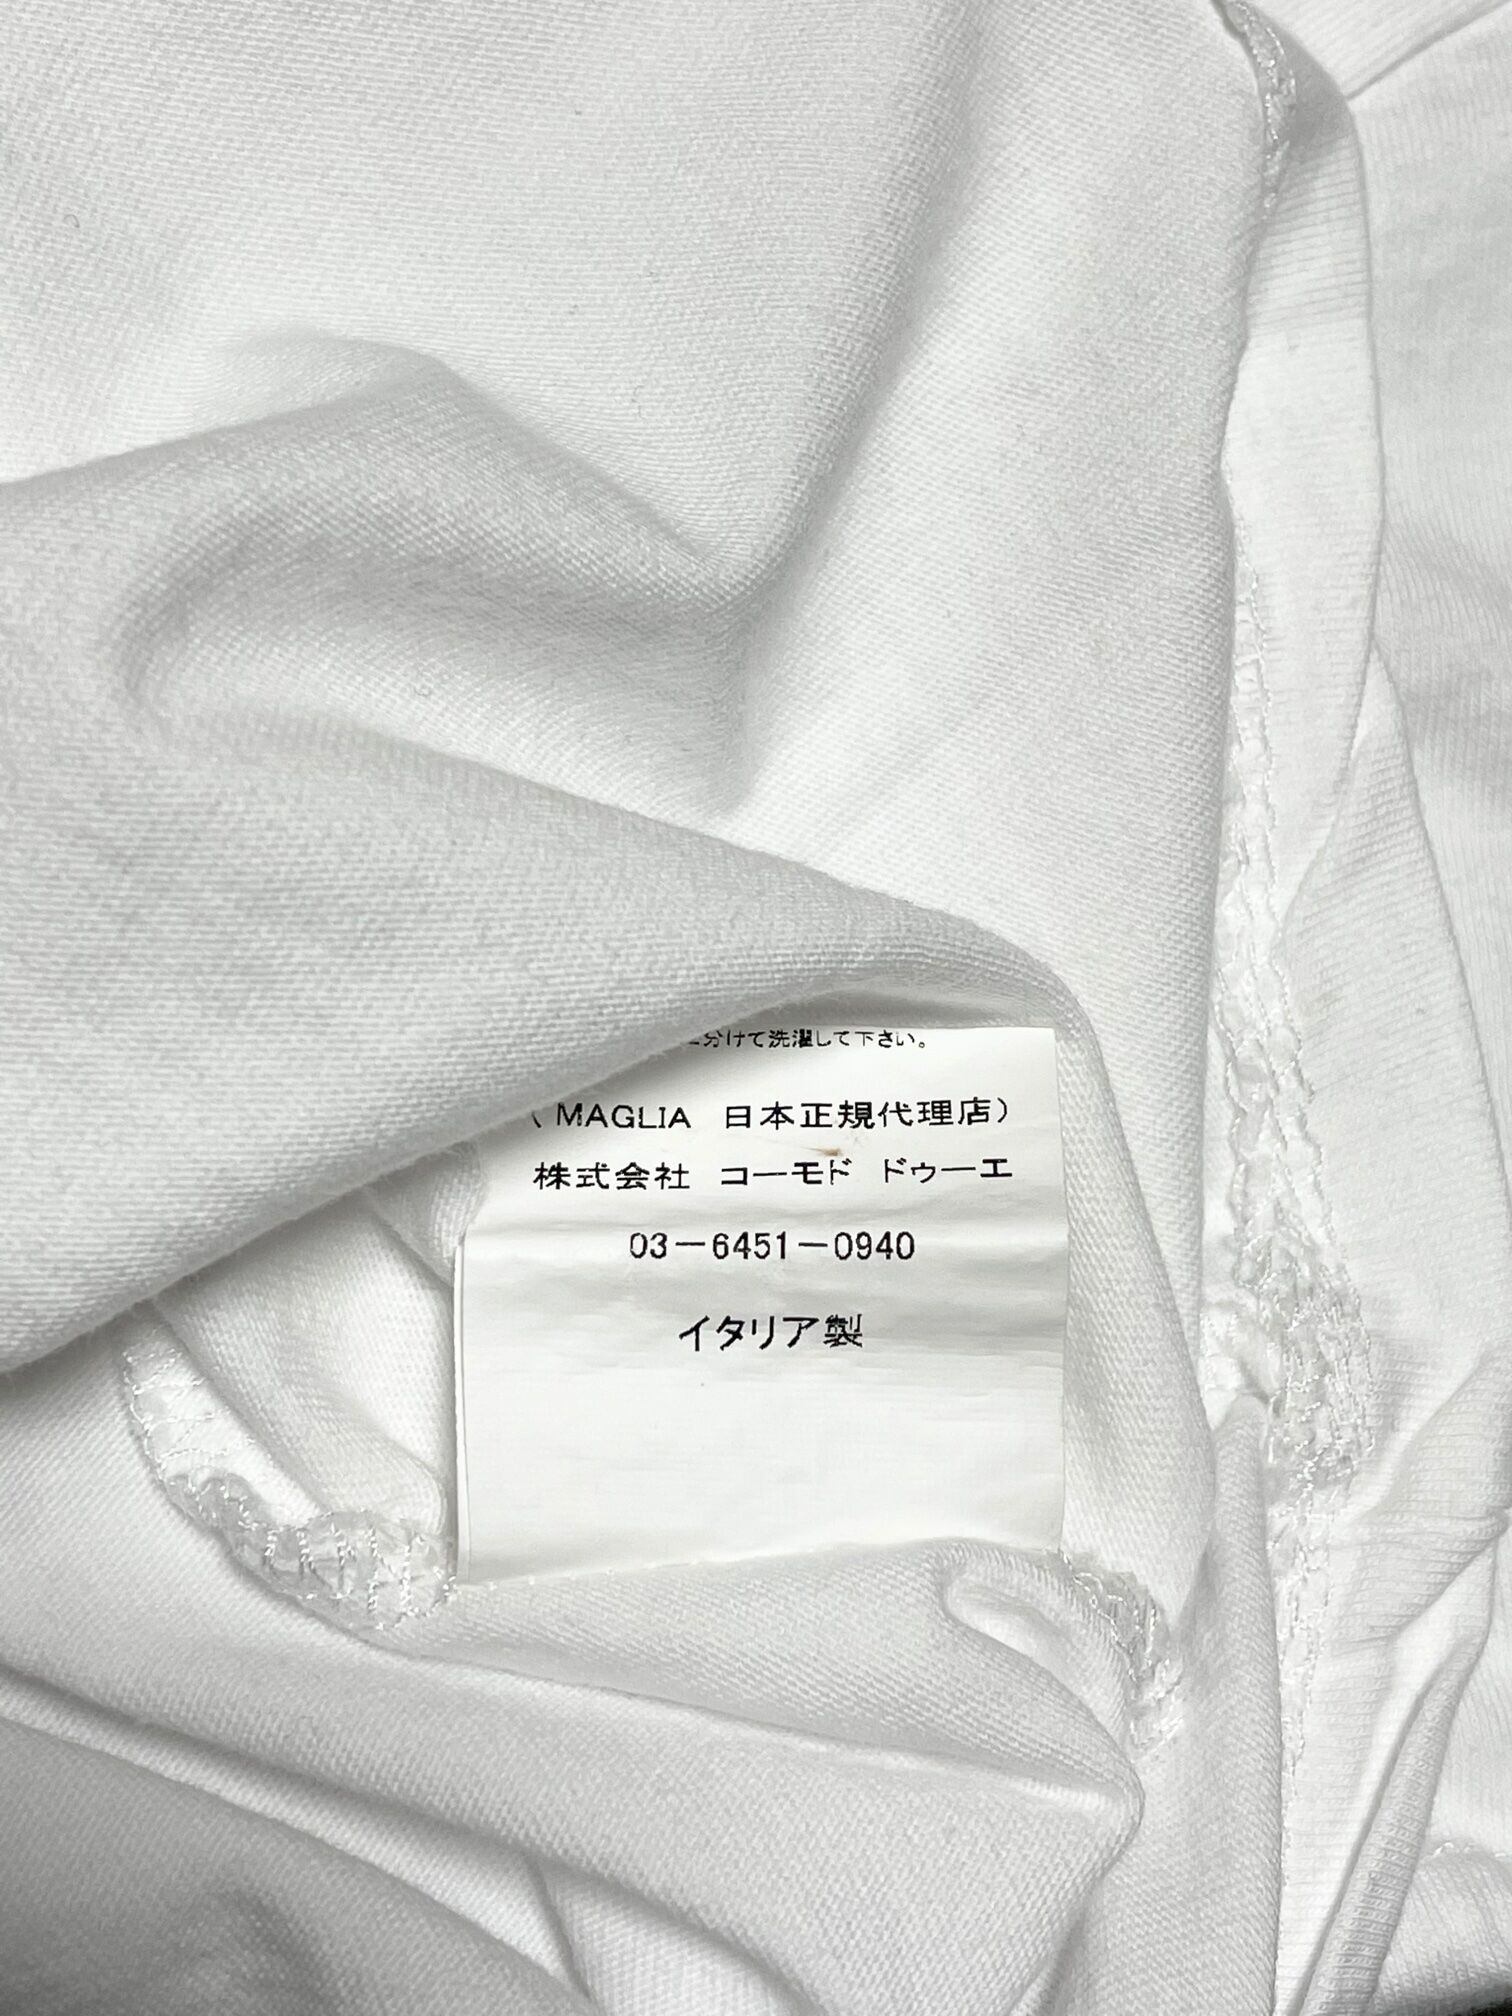 分けて洗濯して下さい。
( MAGLIA 日本正規代理店)
株式会社 コーモド ドゥーエ
03-6451-0940
イタリア製